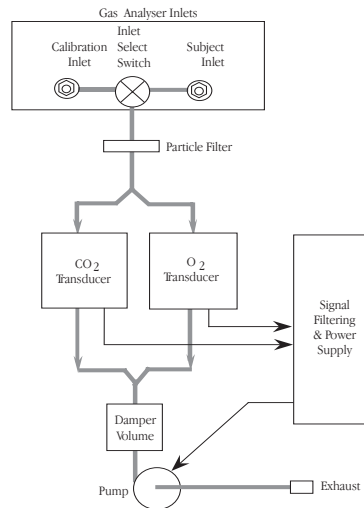 Gas Analyser Inlets
Calibration
Inlet
Inlet
Select
Switch
Subject
Inlet
Particle Filter
CO2
Transducer
O2
Transducer
Signal
Filtering
& Power
Supply
Damper
Volume
Pump
Exhaust